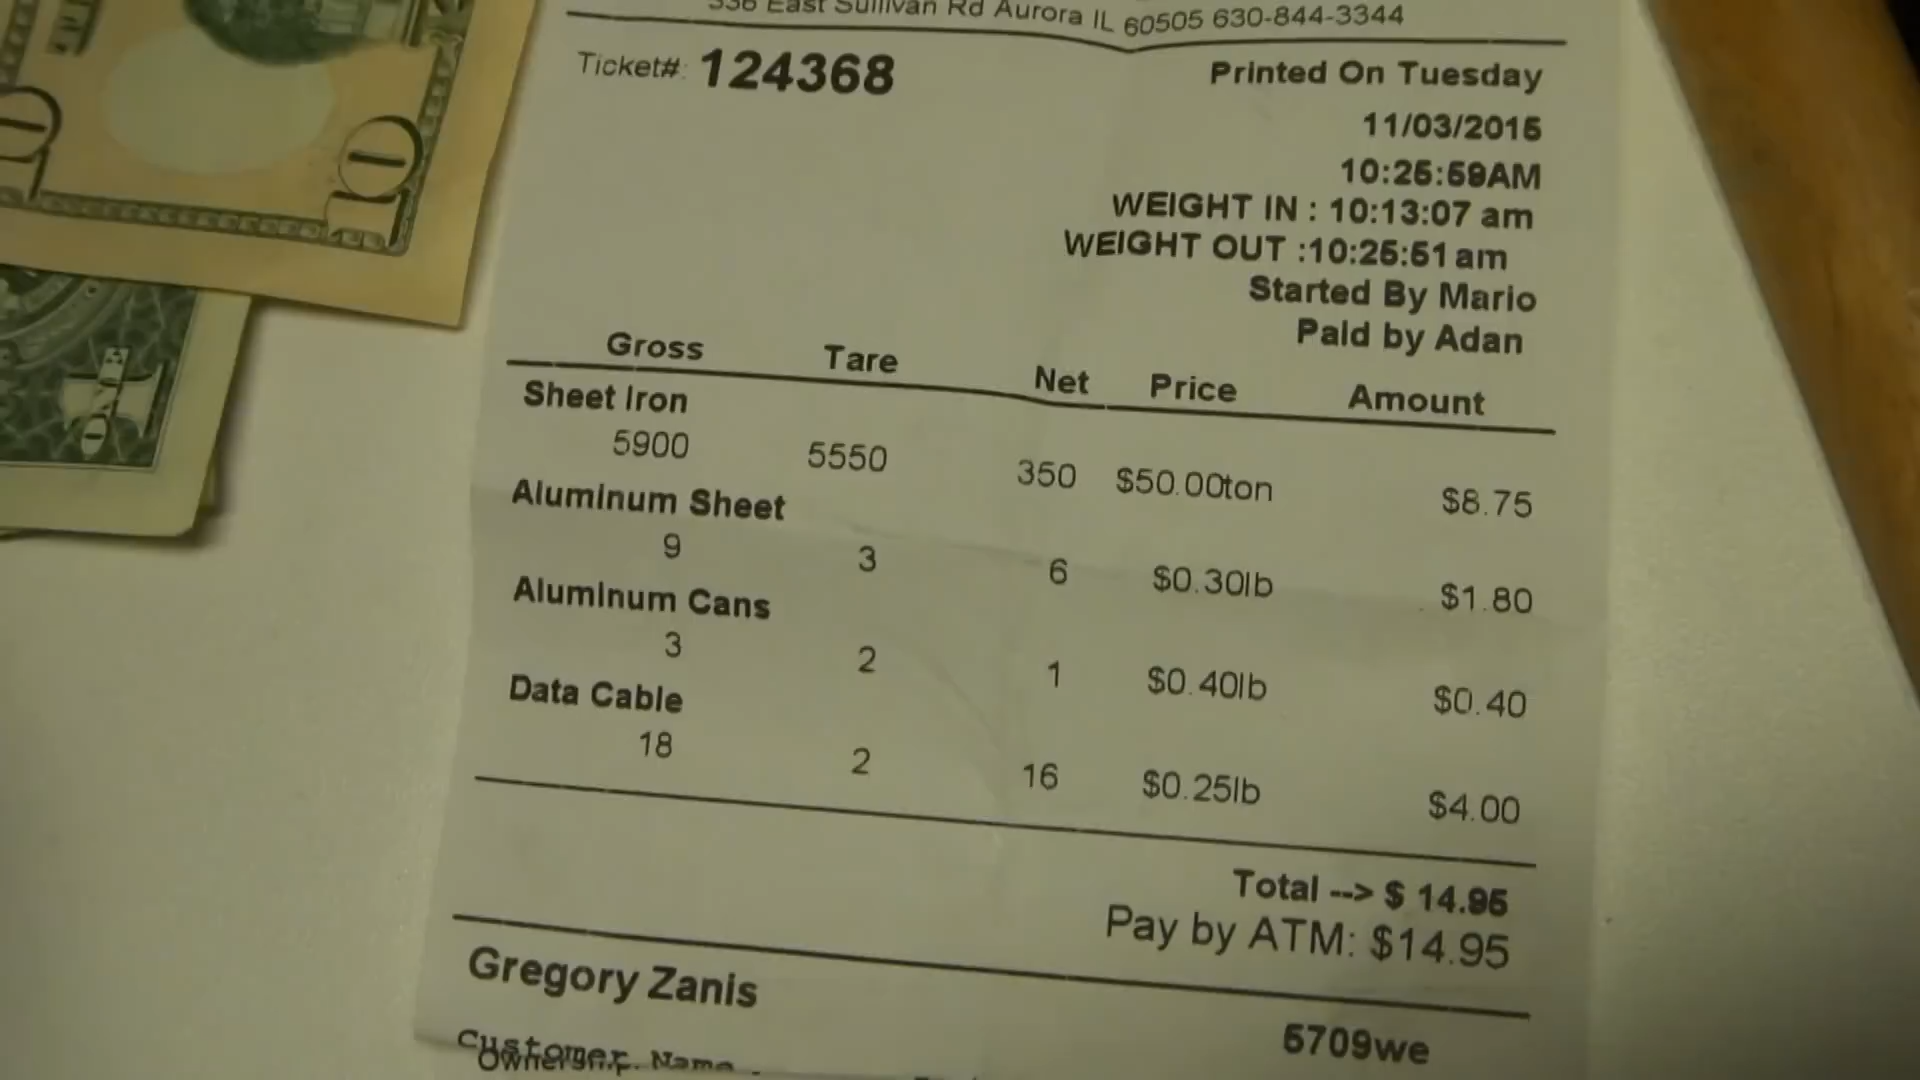 East Sullivan Rd Aurora IL 60505 630-844-3344
Ticket#: 124368
Printed On Tuesday
11/03/2015
10:25:59AM
WEIGHT IN : 10:13:07 am
WEIGHT OUT :10:25:51 am
Started By Mario
Paid by Adan
Gross Tare Net Price Amount
Sheet Iron
5900 5550 350 $50.00ton $8.75
Aluminum Sheet
9 3 6 $0.30lb $1.80
Aluminum Cans
3 2 1 $0.40lb $0.40
Data Cable
18 2 16 $0.25lb $4.00
Total --> $ 14.95
Pay by ATM: $14.95
Gregory Zanis
5709we
Customer Name
10